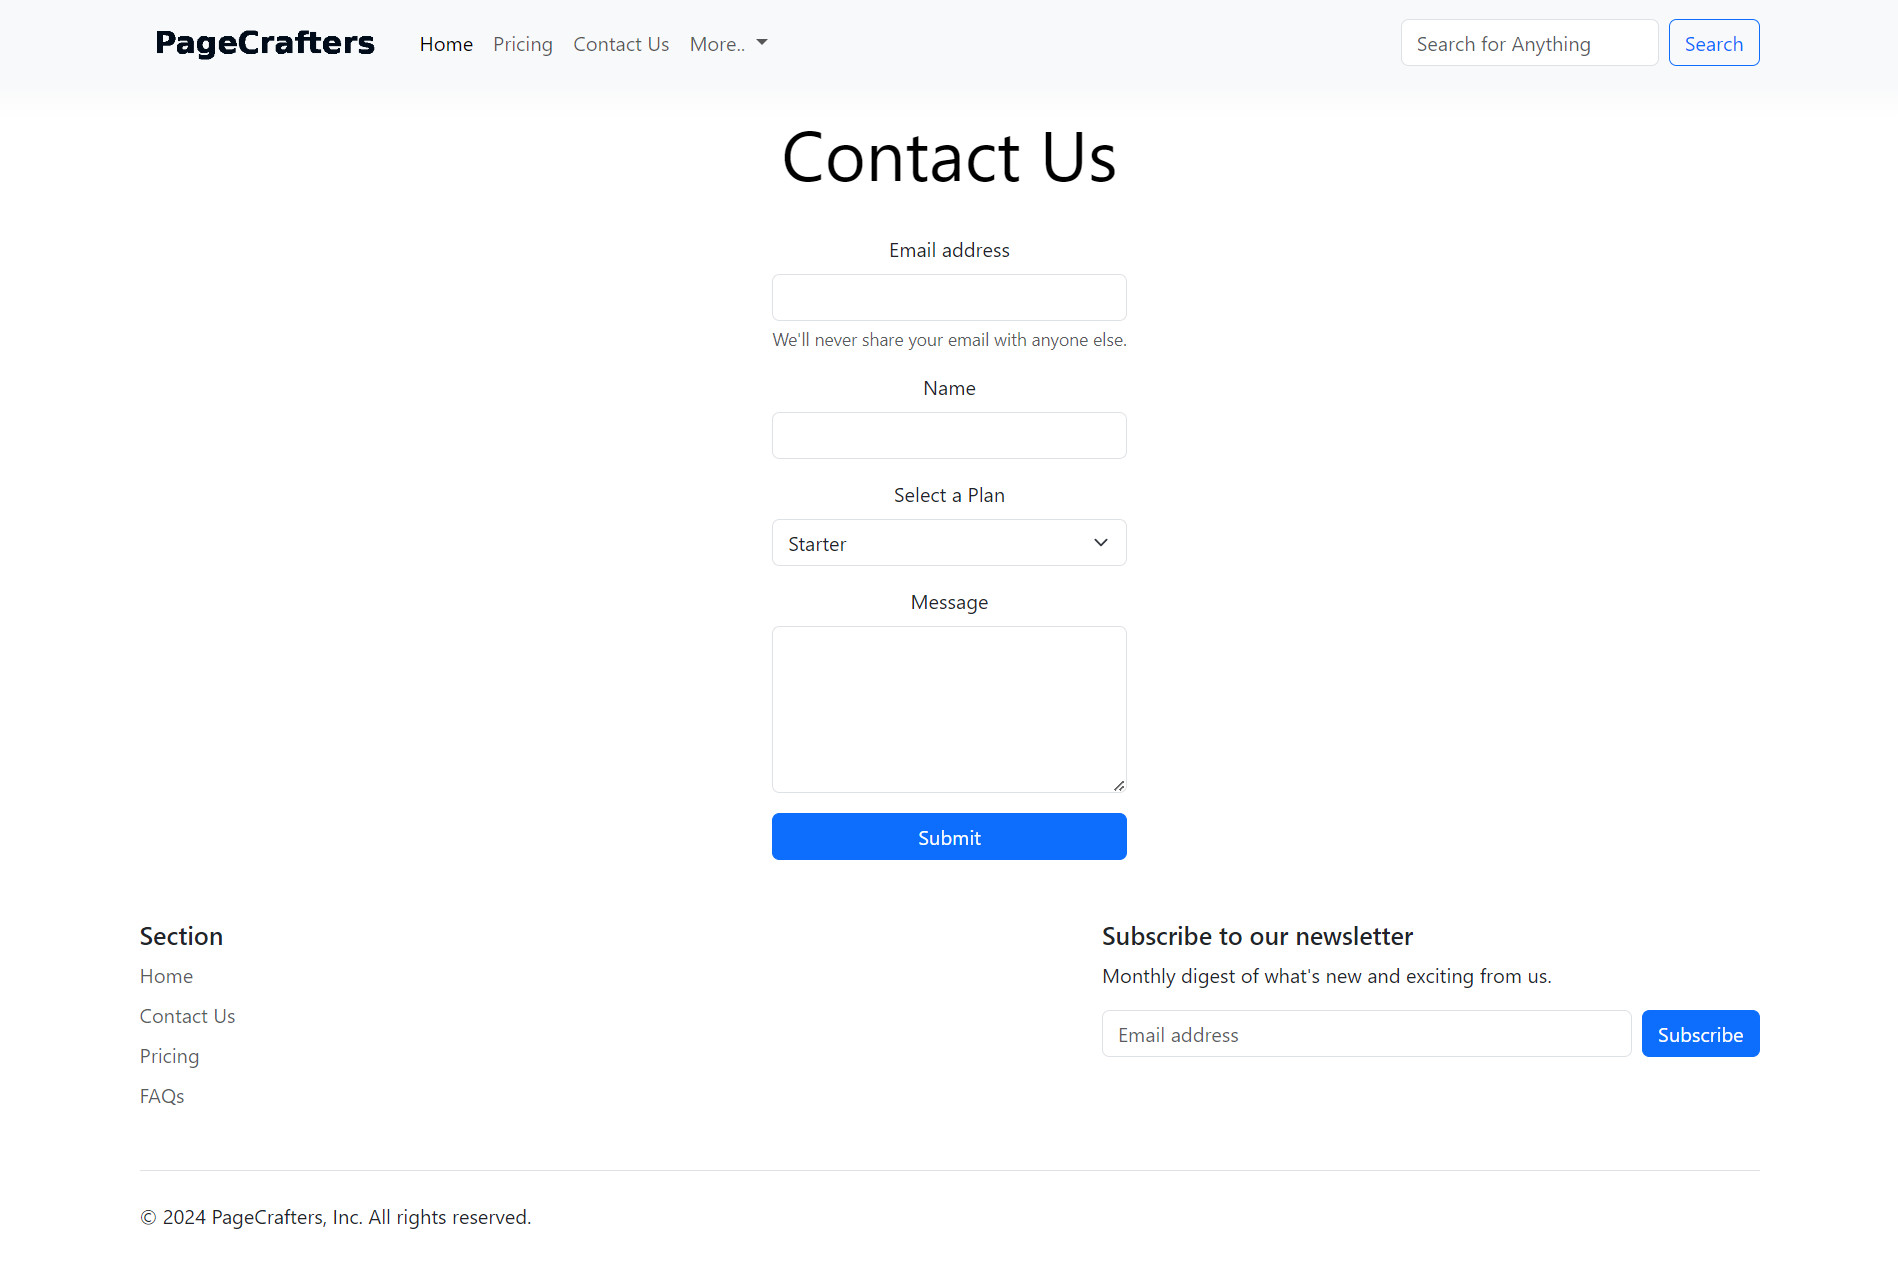 PageCrafters Home Pricing Contact Us More.. Search for Anything Search
Contact Us
Email address
We'll never share your email with anyone else.
Name
Select a Plan
Starter
Message
Submit
Section
Home
Contact Us
Pricing
FAQs
Subscribe to our newsletter
Monthly digest of what's new and exciting from us.
Email address Subscribe
© 2024 PageCrafters, Inc. All rights reserved.